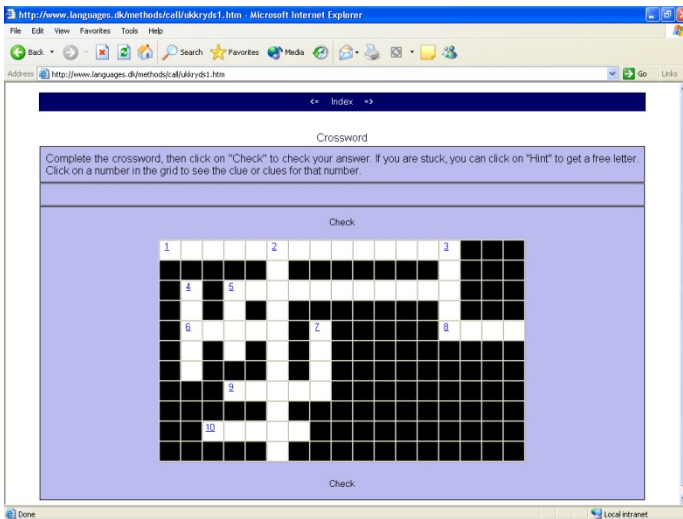 http://www.languages.dk/methods/call/ukkryds1.htm - Microsoft Internet Explorer
File Edit View Favorites Tools Help
Back Search Favorites Media
Address http://www.languages.dk/methods/call/ukkryds1.htm Go Links
<= Index =>
Crossword
Complete the crossword, then click on "Check" to check your answer. If you are stuck, you can click on "Hint" to get a free letter.
Click on a number in the grid to see the clue or clues for that number.
Check
1 2 3
4 5
6 7 8
9
10
Check
Done Local intranet